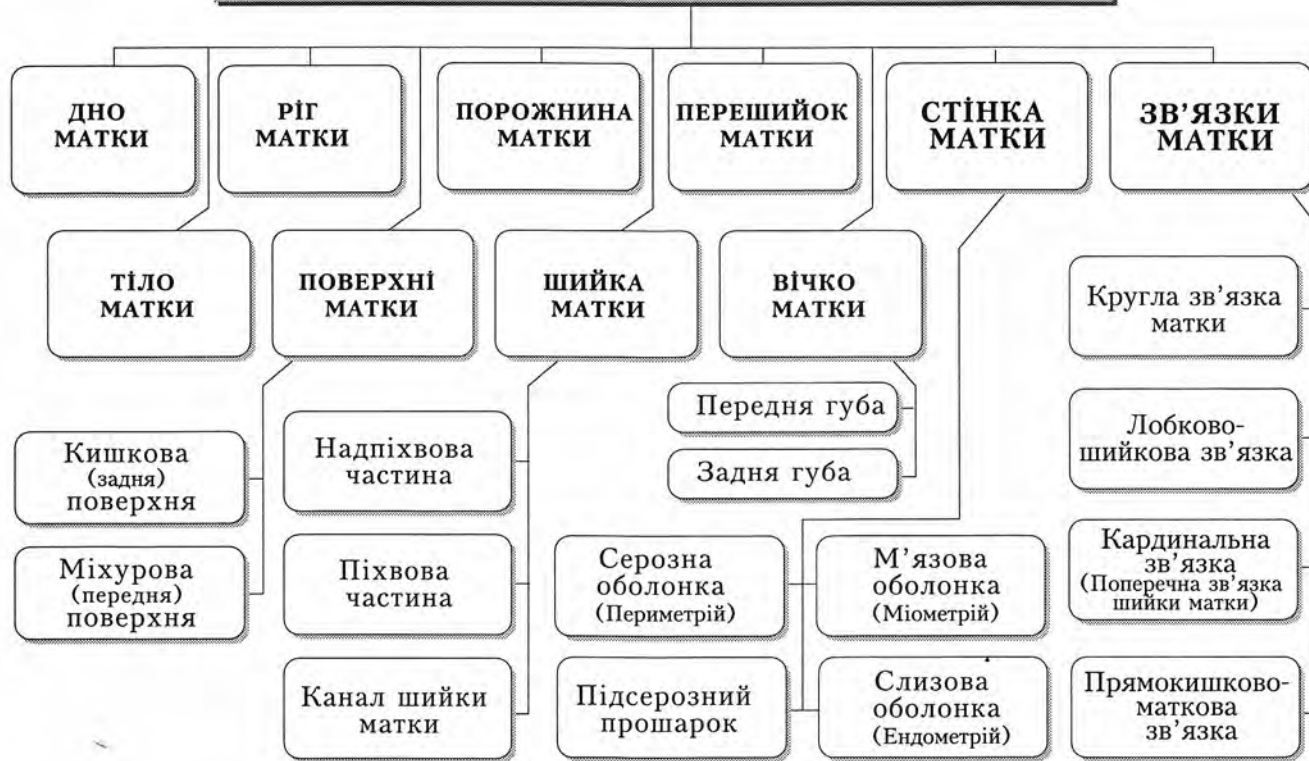 ДНО
МАТКИ
РІГ
МАТКИ
ПОРОЖНИНА
МАТКИ
ПЕРЕШИЙОК
МАТКИ
СТІНКА
МАТКИ
ЗВ'ЯЗКИ
МАТКИ
ТІЛО
МАТКИ
ПОВЕРХНІ
МАТКИ
ШИЙКА
МАТКИ
ВІЧКО
МАТКИ
Кишкова
(задня)
поверхня
Міхурова
(передня)
поверхня
Надпіхвова
частина
Піхвова
частина
Канал шийки
матки
Передня губа
Задня губа
Серозна
оболонка
(Периметрій)
М'язова
оболонка
(Міометрій)
Підсерозний
прошарок
Слизова
оболонка
(Ендометрій)
Кругла зв'язка
матки
Лобково-
шийкова зв'язка
Кардинальна
зв'язка
(Поперечна зв'язка
шийки матки)
Прямокишково-
маткова
зв'язка